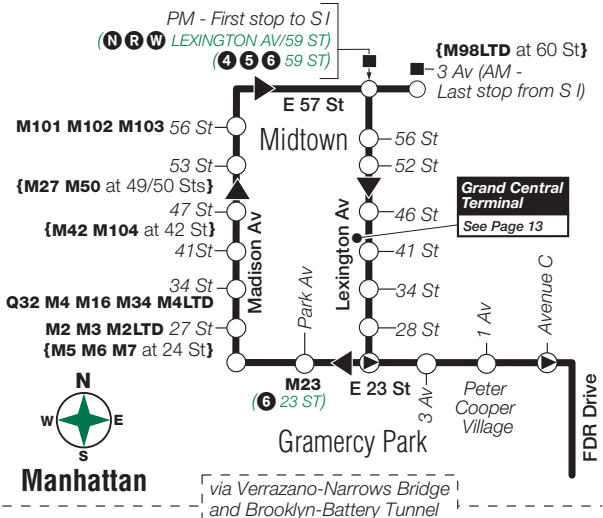 PM - First stop to S I
(N R W LEXINGTON AV/59 ST)
(4 5 6 59 ST)
{M98LTD at 60 St}
3 Av (AM -
Last stop from S I)
E 57 St
M101 M102 M103 56 St
Midtown
56 St
53 St
52 St
{M27 M50 at 49/50 Sts}
Grand Central
Terminal
See Page 13
47 St
46 St
{M42 M104 at 42 St}
Madison Av
Lexington Av
41St
41 St
34 St
34 St
Q32 M4 M16 M34 M4LTD
Park Av
1 Av
Avenue C
M2 M3 M2LTD 27 St
28 St
{M5 M6 M7 at 24 St}
M23
(6 23 ST)
E 23 St
3 Av
Peter
Cooper
Village
FDR Drive
N
W E
S
Gramercy Park
Manhattan
via Verrazano-Narrows Bridge
and Brooklyn-Battery Tunnel